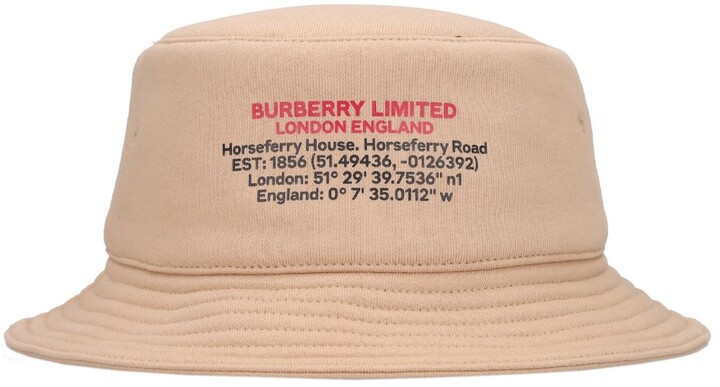 BURBERRY LIMITED
LONDON ENGLAND
Horseferry House. Horseferry Road
EST: 1856 (51.49436, -0126392)
London: 51° 29' 39.7536" n1
England: 0° 7' 35.0112" w